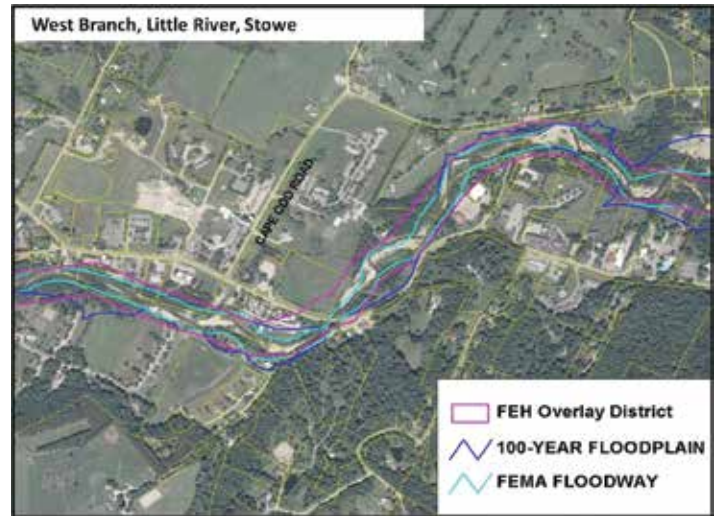 West Branch, Little River, Stowe
CAPE COD ROAD
FEH Overlay District
100-YEAR FLOODPLAIN
FEMA FLOODWAY